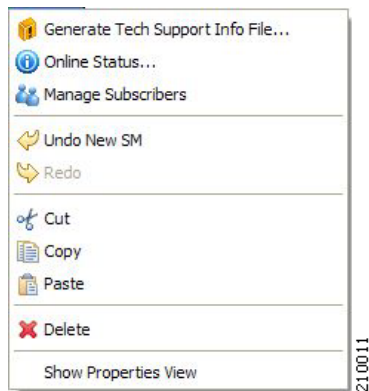 Generate Tech Support Info File...
Online Status...
Manage Subscribers
Undo New SM
Redo
Cut
Copy
Paste
Delete
Show Properties View
210011